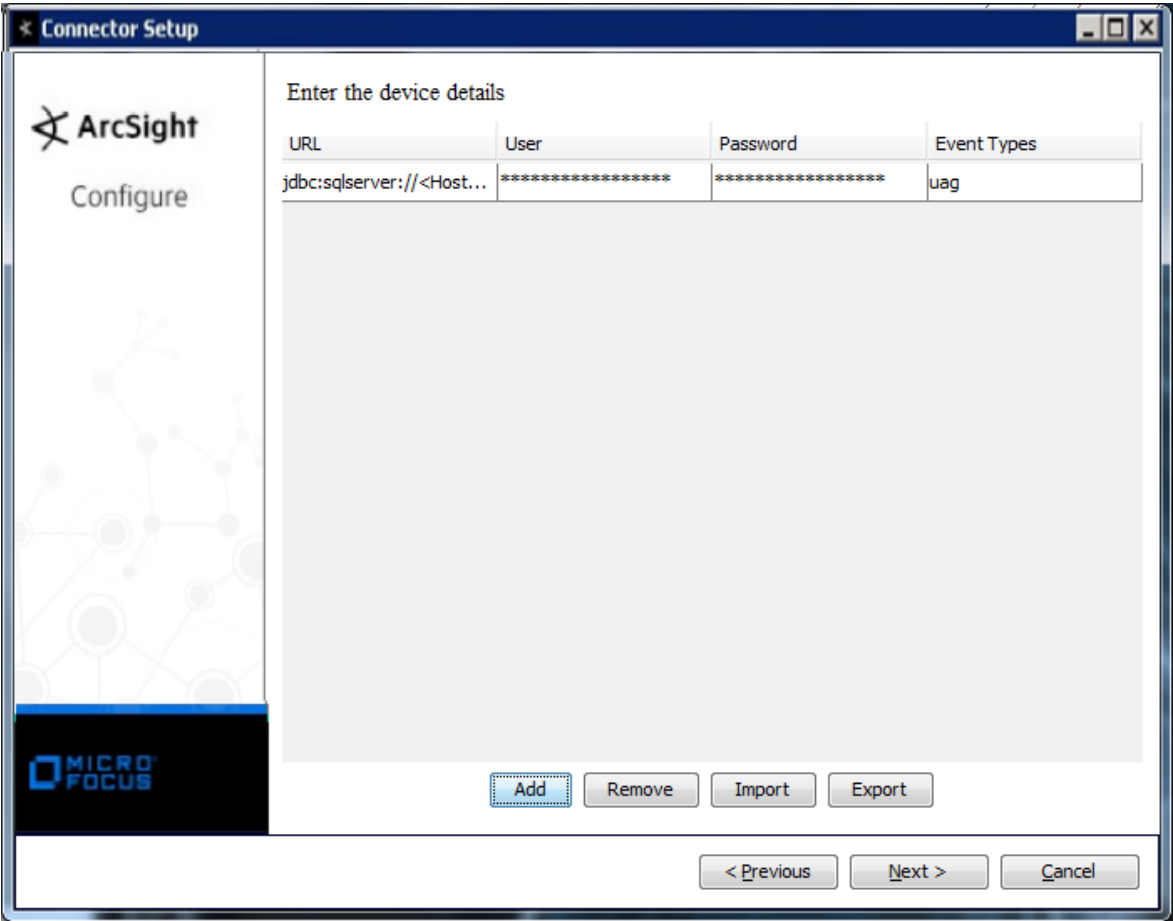 Connector Setup
ArcSight
Configure
Enter the device details
URL User Password Event Types
jdbc:sqlserver://<Host... ***************** ***************** uag
MICRO
FOCUS
Add Remove Import Export
< Previous Next > Cancel